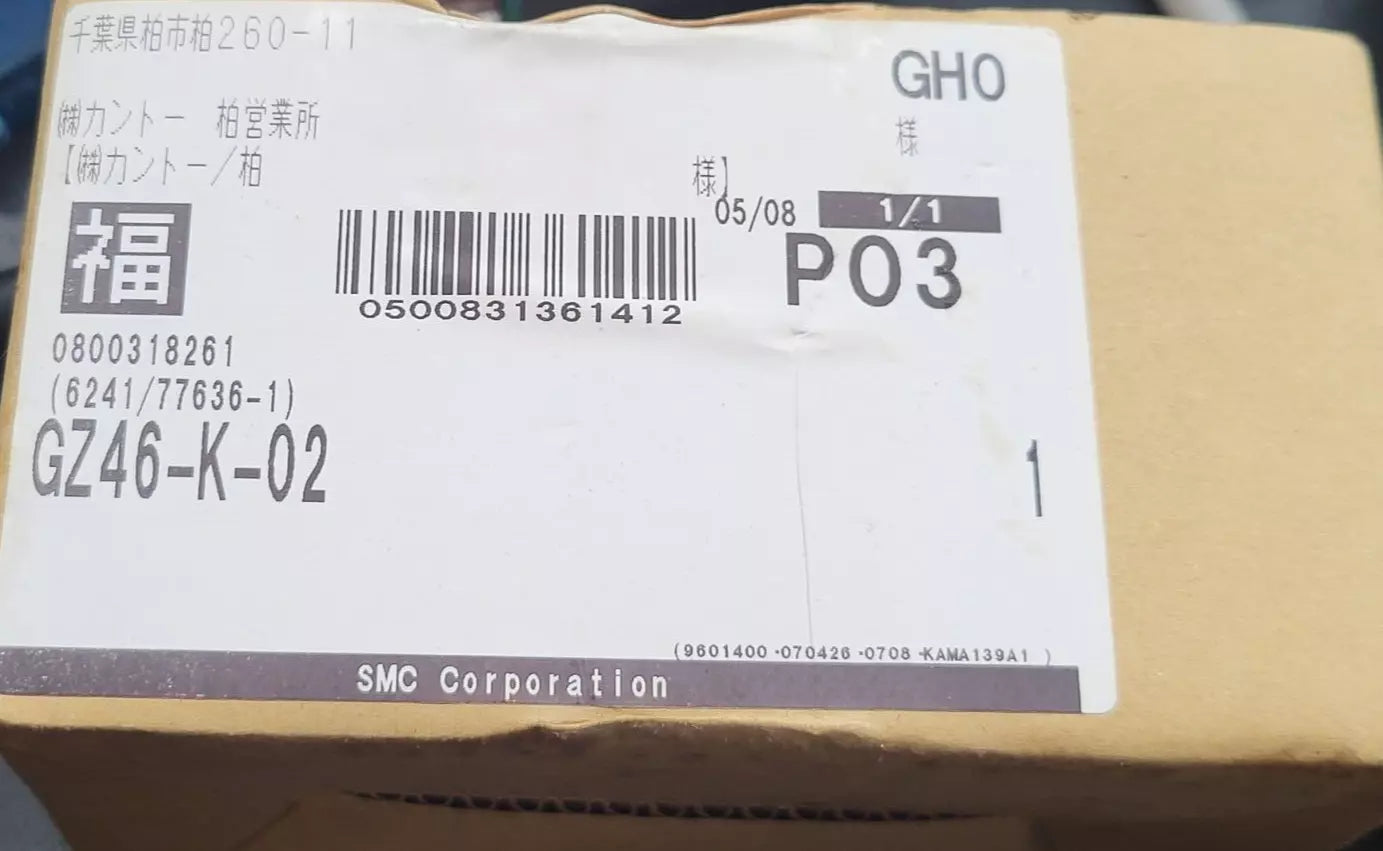 千葉県柏市柏260-11
GHO
㈱カントー 柏営業所
様
【㈱カントー/柏 様】
05/08 1/1
福
PO3
0500831361412
0800318261
(6241/77636-1)
GZ46-K-02
1
(9601400 ·070426 ·0708 ·KAMA139A1 )
SMC Corporation